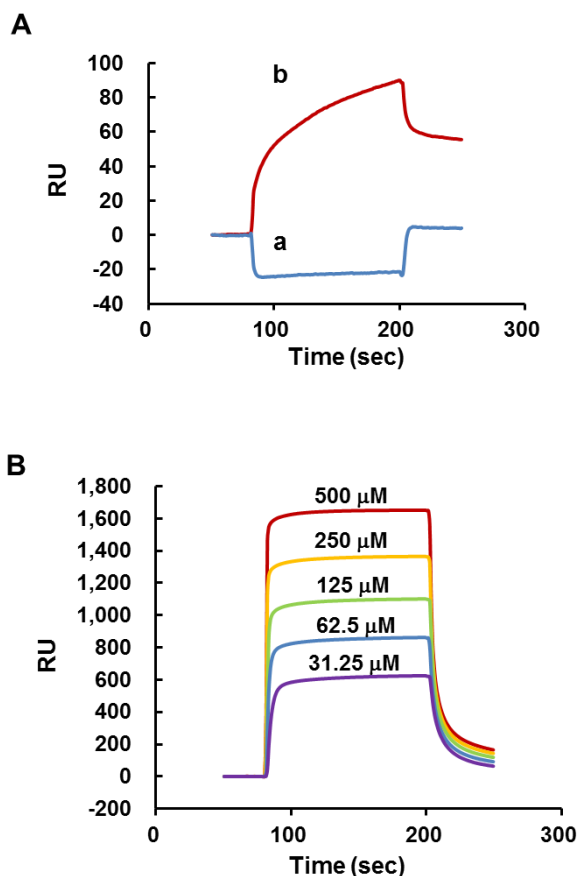 A
100
80
60
40
20
0
-20
-40
RU
b
a
0 100 200 300
Time (sec)
B
1,800
1,600
1,400
1,200
1,000
800
600
400
200
0
-200
RU
500 μM
250 μM
125 μM
62.5 μM
31.25 μM
0 100 200 300
Time (sec)